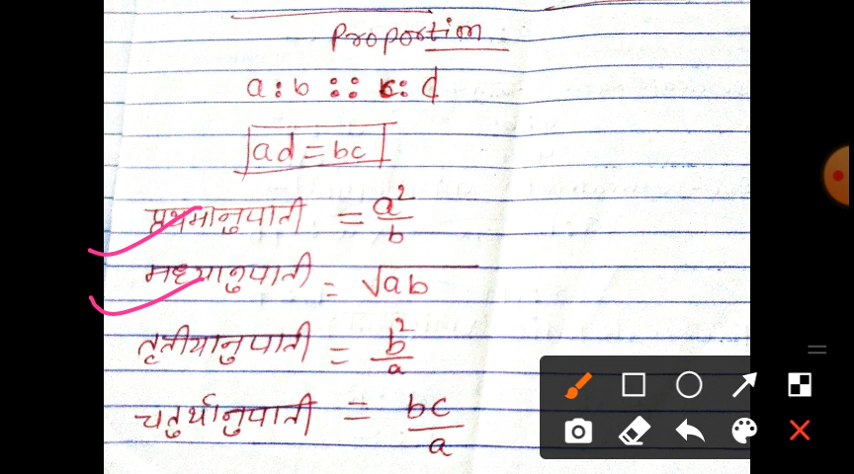 Proportion
a : b :: c : d
ad = bc
प्रथमानुपाती = a²/b
मध्यानुपाती = √ab
तृतीयानुपाती = b²/a
चतुर्थानुपाती = bc/a